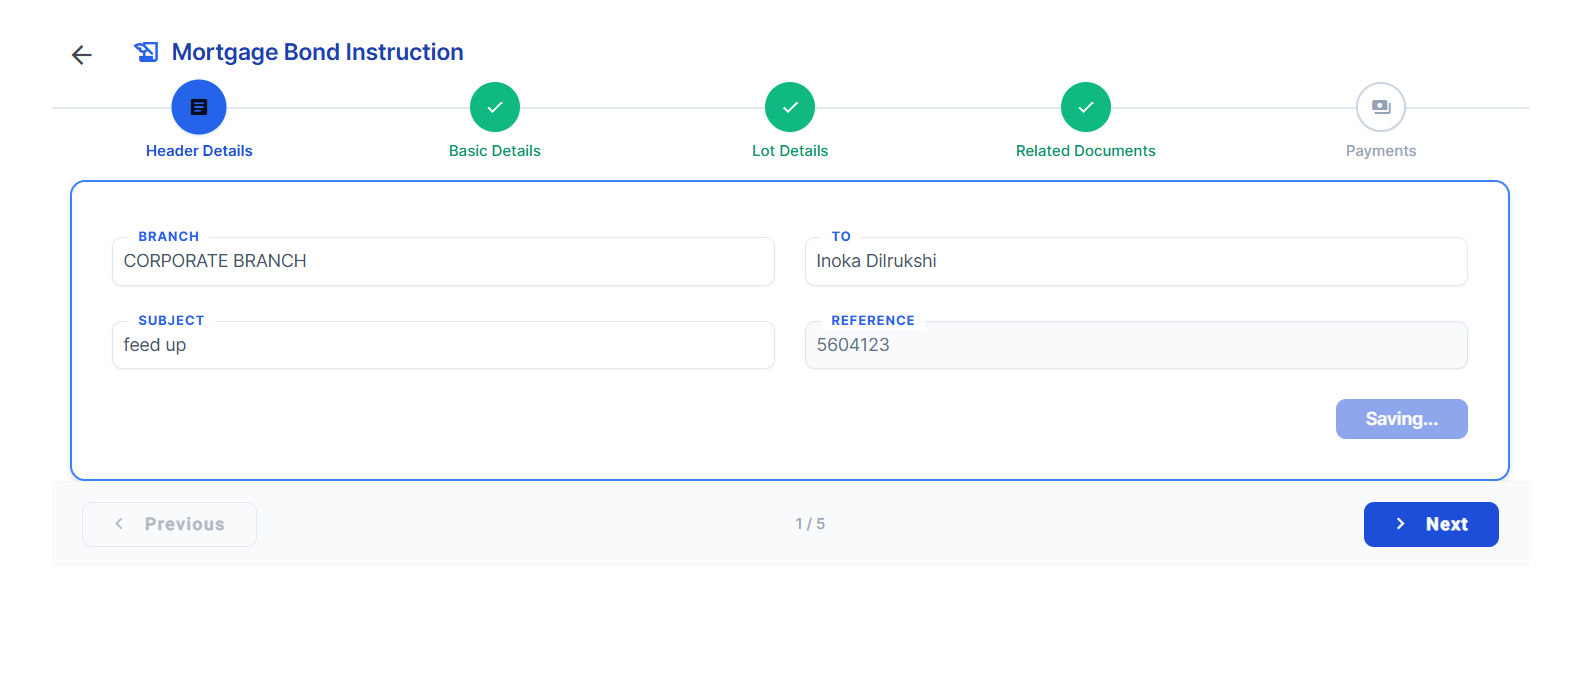 Mortgage Bond Instruction
Header Details
Basic Details
Lot Details
Related Documents
Payments
BRANCH
CORPORATE BRANCH
TO
Inoka Dilrukshi
SUBJECT
feed up
REFERENCE
5604123
Saving...
Previous
1 / 5
Next